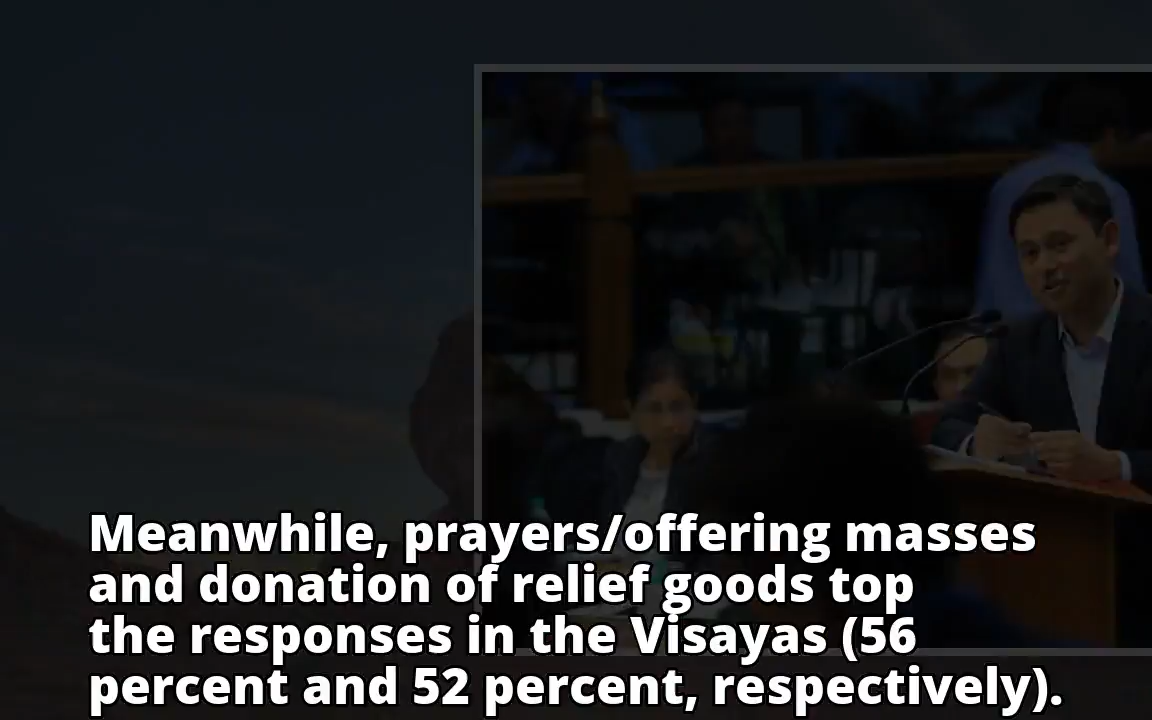 Meanwhile, prayers/offering masses
and donation of relief goods top
the responses in the Visayas (56
percent and 52 percent, respectively).